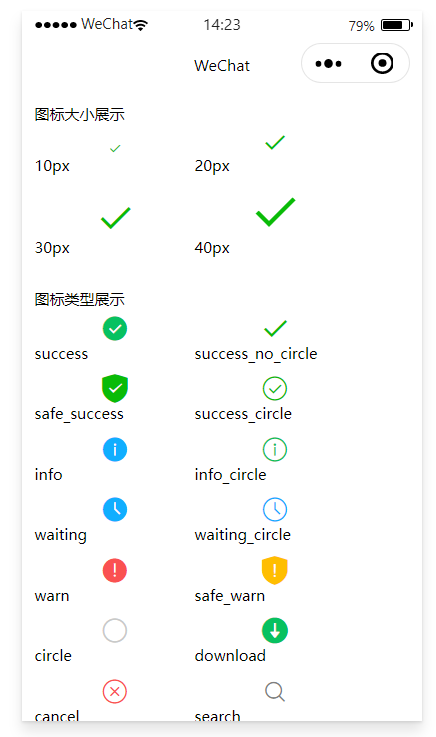 ●●●●● WeChat 14:23 79%
WeChat
图标大小展示
10px 20px
30px 40px
图标类型展示
success success_no_circle
safe_success success_circle
info info_circle
waiting waiting_circle
warn safe_warn
circle download
cancel search